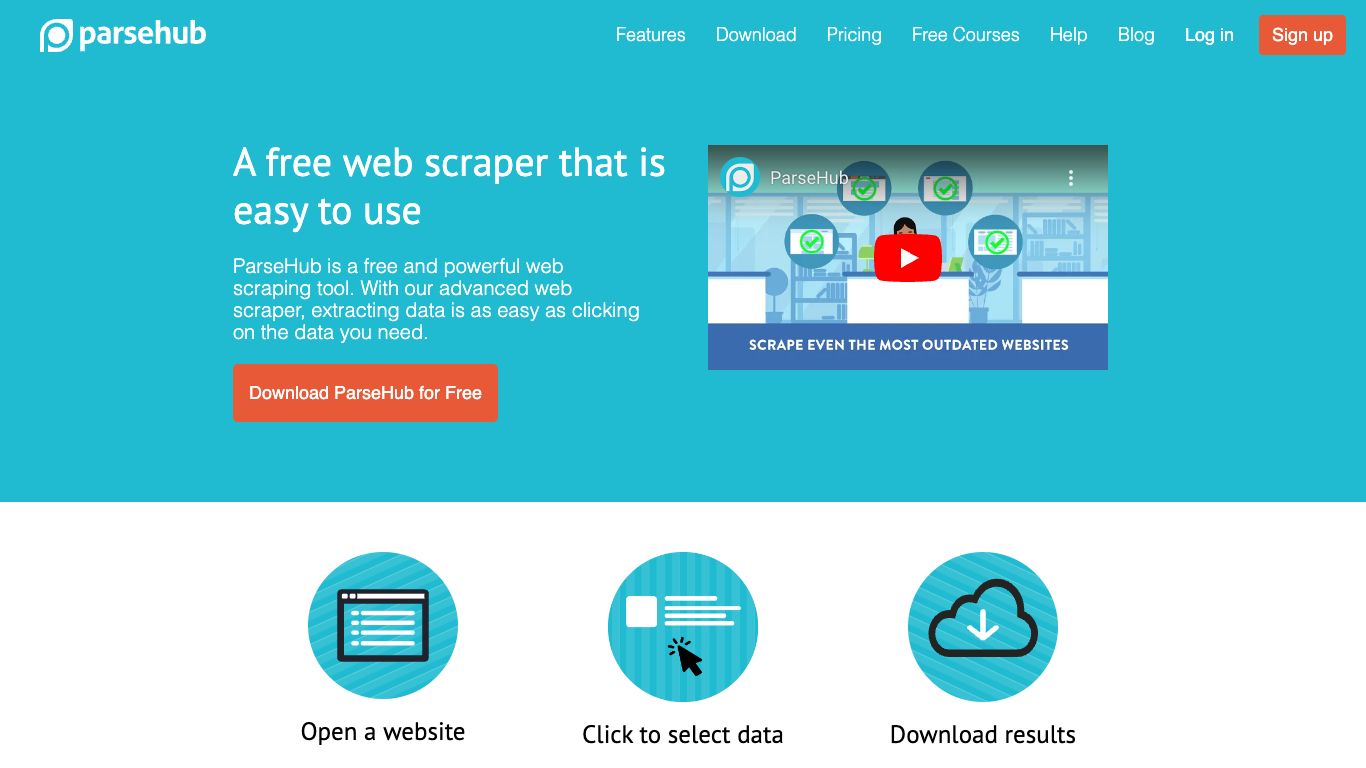 parsehub
Features Download Pricing Free Courses Help Blog Log in Sign up
A free web scraper that is
easy to use
ParseHub is a free and powerful web
scraping tool. With our advanced web
scraper, extracting data is as easy as clicking
on the data you need.
Download ParseHub for Free
ParseHub
SCRAPE EVEN THE MOST OUTDATED WEBSITES
Open a website
Click to select data
Download results